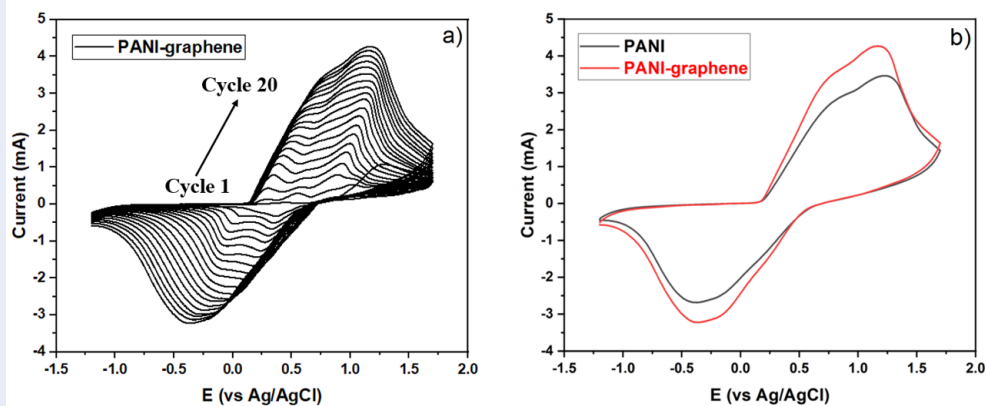 PANI-graphene
a)
Cycle 20
Cycle 1
5
4
3
2
1
0
-1
-2
-3
-4
-1.5 -1.0 -0.5 0.0 0.5 1.0 1.5 2.0
Current (mA)
E (vs Ag/AgCl)
PANI
PANI-graphene
b)
5
4
3
2
1
0
-1
-2
-3
-4
-1.5 -1.0 -0.5 0.0 0.5 1.0 1.5 2.0
Current (mA)
E (vs Ag/AgCl)